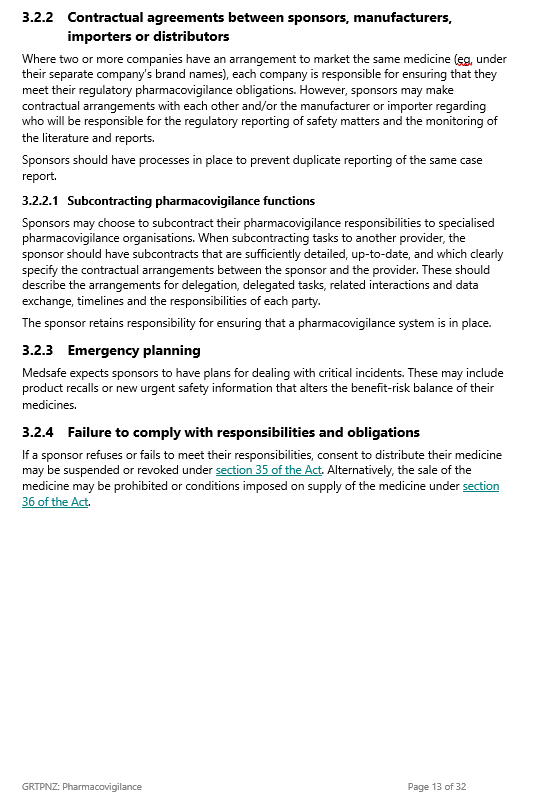 3.2.2 Contractual agreements between sponsors, manufacturers,
importers or distributors
Where two or more companies have an arrangement to market the same medicine (eg, under
their separate company's brand names), each company is responsible for ensuring that they
meet their regulatory pharmacovigilance obligations. However, sponsors may make
contractual arrangements with each other and/or the manufacturer or importer regarding
who will be responsible for the regulatory reporting of safety matters and the monitoring of
the literature and reports.
Sponsors should have processes in place to prevent duplicate reporting of the same case
report.
3.2.2.1 Subcontracting pharmacovigilance functions
Sponsors may choose to subcontract their pharmacovigilance responsibilities to specialised
pharmacovigilance organisations. When subcontracting tasks to another provider, the
sponsor should have subcontracts that are sufficiently detailed, up-to-date, and which clearly
specify the contractual arrangements between the sponsor and the provider. These should
describe the arrangements for delegation, delegated tasks, related interactions and data
exchange, timelines and the responsibilities of each party.
The sponsor retains responsibility for ensuring that a pharmacovigilance system is in place.
3.2.3 Emergency planning
Medsafe expects sponsors to have plans for dealing with critical incidents. These may include
product recalls or new urgent safety information that alters the benefit-risk balance of their
medicines.
3.2.4 Failure to comply with responsibilities and obligations
If a sponsor refuses or fails to meet their responsibilities, consent to distribute their medicine
may be suspended or revoked under section 35 of the Act. Alternatively, the sale of the
medicine may be prohibited or conditions imposed on supply of the medicine under section
36 of the Act.
GRTPNZ: Pharmacovigilance Page 13 of 32